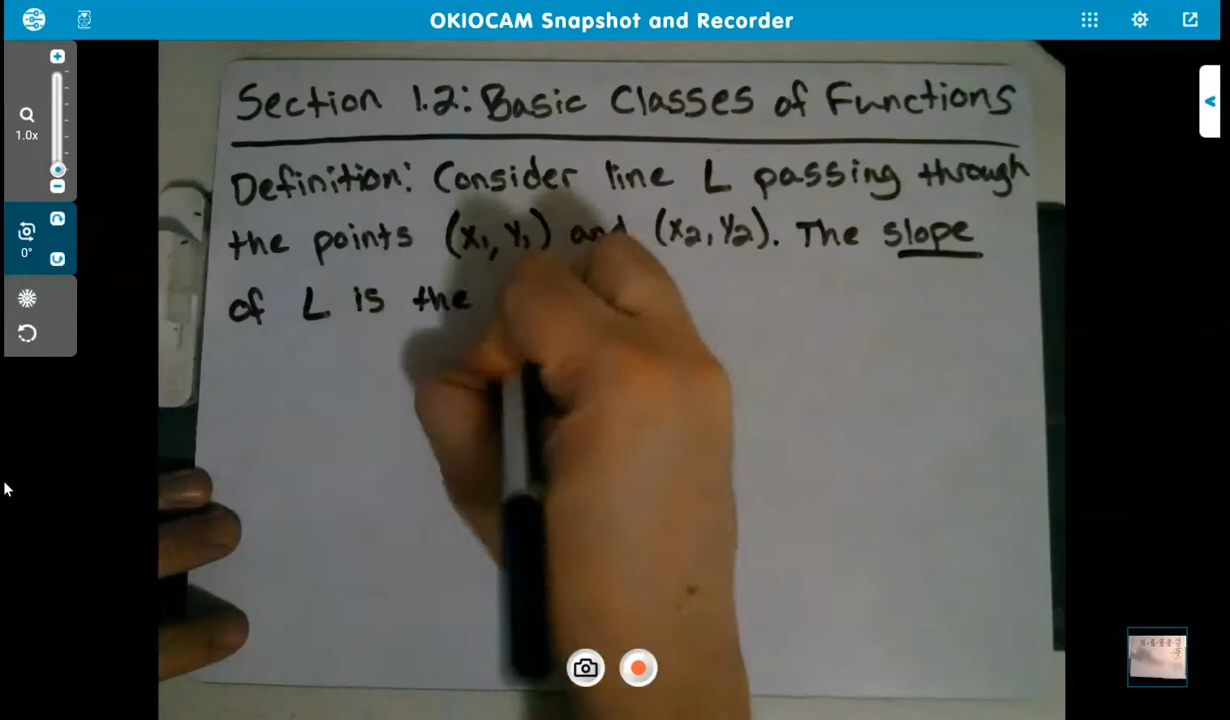 OKIOCAM Snapshot and Recorder
1.0x
0°
Section 1.2: Basic Classes of Functions
Definition: Consider line L passing through
the points (x₁, y₁) and (x₂, y₂). The slope
of L is the